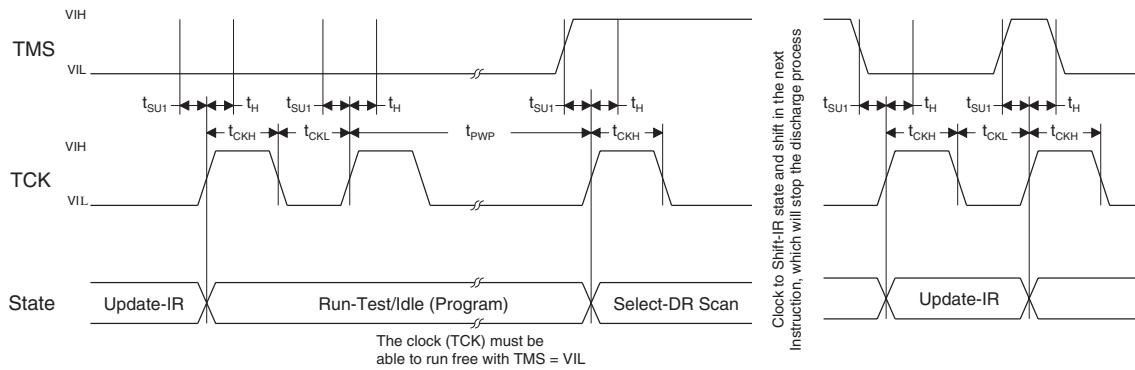 VIH
TMS
VIL
tSU1 tH tSU1 tH tSU1 tH tSU1 tH tSU1 tH
tCKH tCKL tPWP tCKH tCKH tCKL tCKH
VIH
TCK
VIL
State Update-IR Run-Test/Idle (Program) Select-DR Scan Update-IR
The clock (TCK) must be
able to run free with TMS = VIL
Clock to Shift-IR state and shift in the next
Instruction, which will stop the discharge process